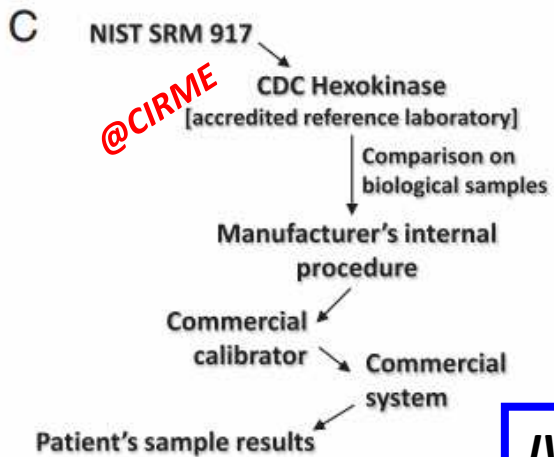 C
NIST SRM 917
@CIRME
CDC Hexokinase
[accredited reference laboratory]
Comparison on
biological samples
Manufacturer's internal
procedure
Commercial
calibrator
Commercial
system
Patient's sample results